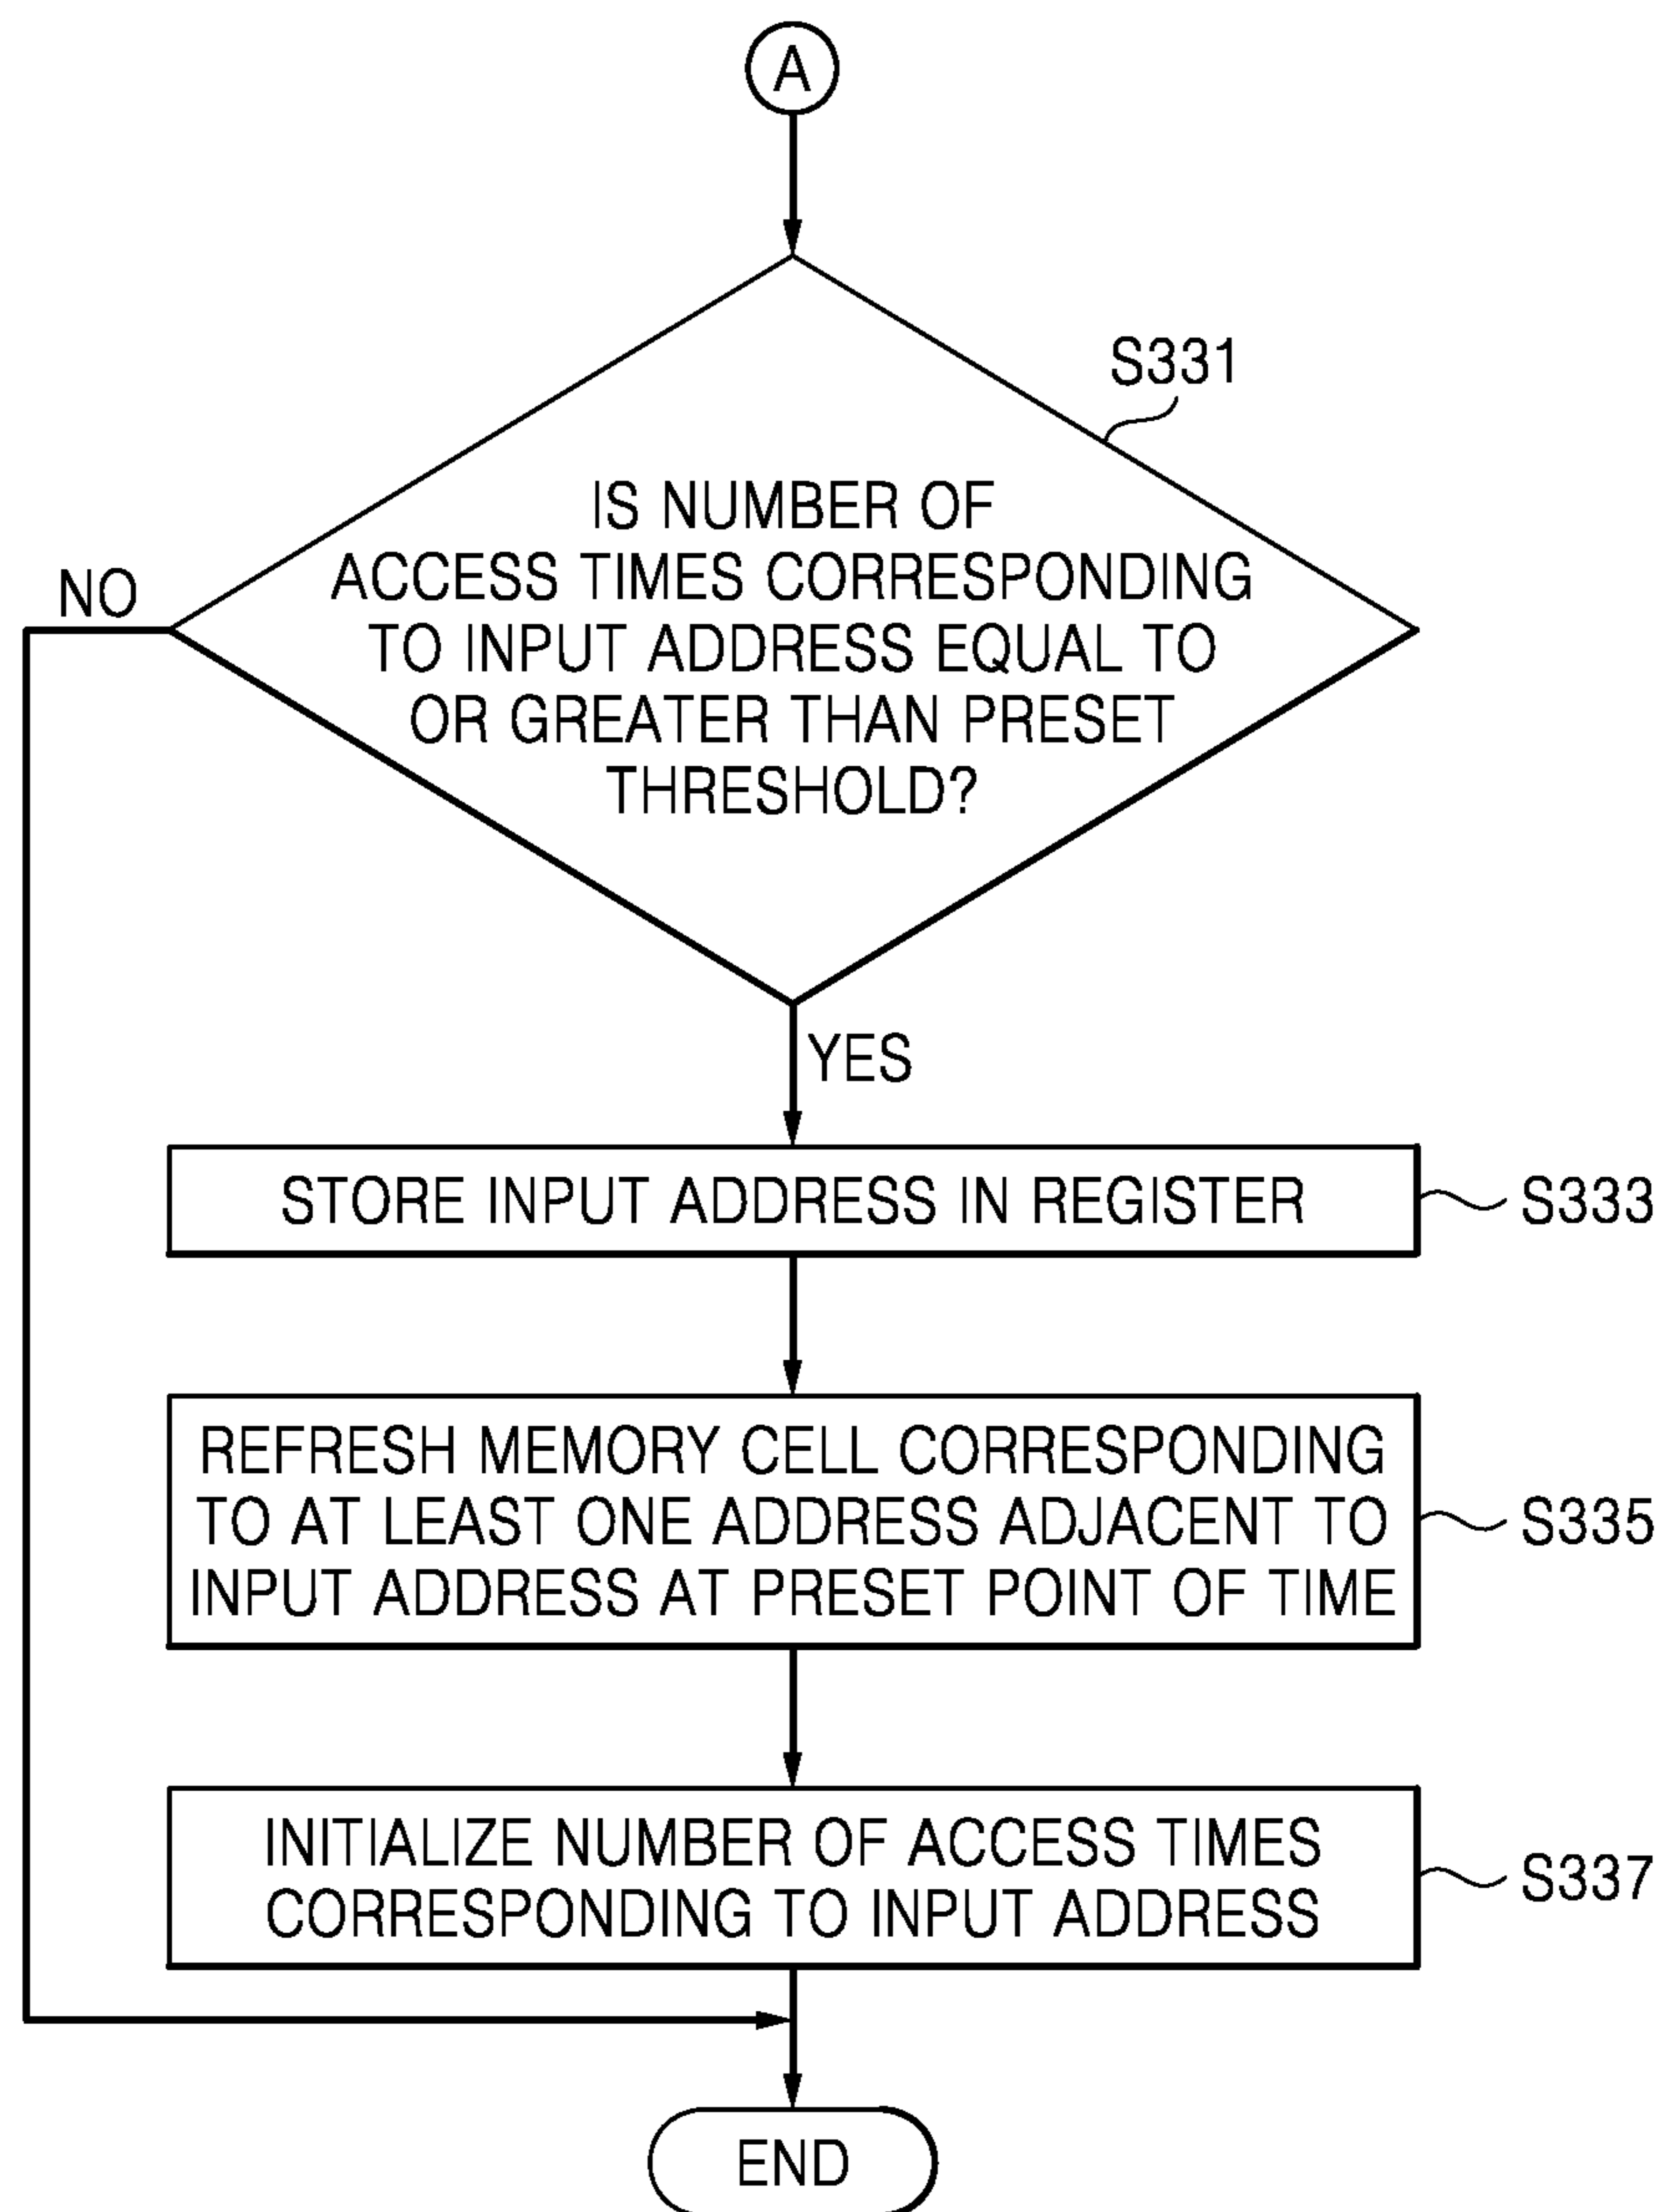 A
S331
IS NUMBER OF
ACCESS TIMES CORRESPONDING
TO INPUT ADDRESS EQUAL TO
OR GREATER THAN PRESET
THRESHOLD?
NO
YES
STORE INPUT ADDRESS IN REGISTER
S333
REFRESH MEMORY CELL CORRESPONDING
TO AT LEAST ONE ADDRESS ADJACENT TO
INPUT ADDRESS AT PRESET POINT OF TIME
S335
INITIALIZE NUMBER OF ACCESS TIMES
CORRESPONDING TO INPUT ADDRESS
S337
END